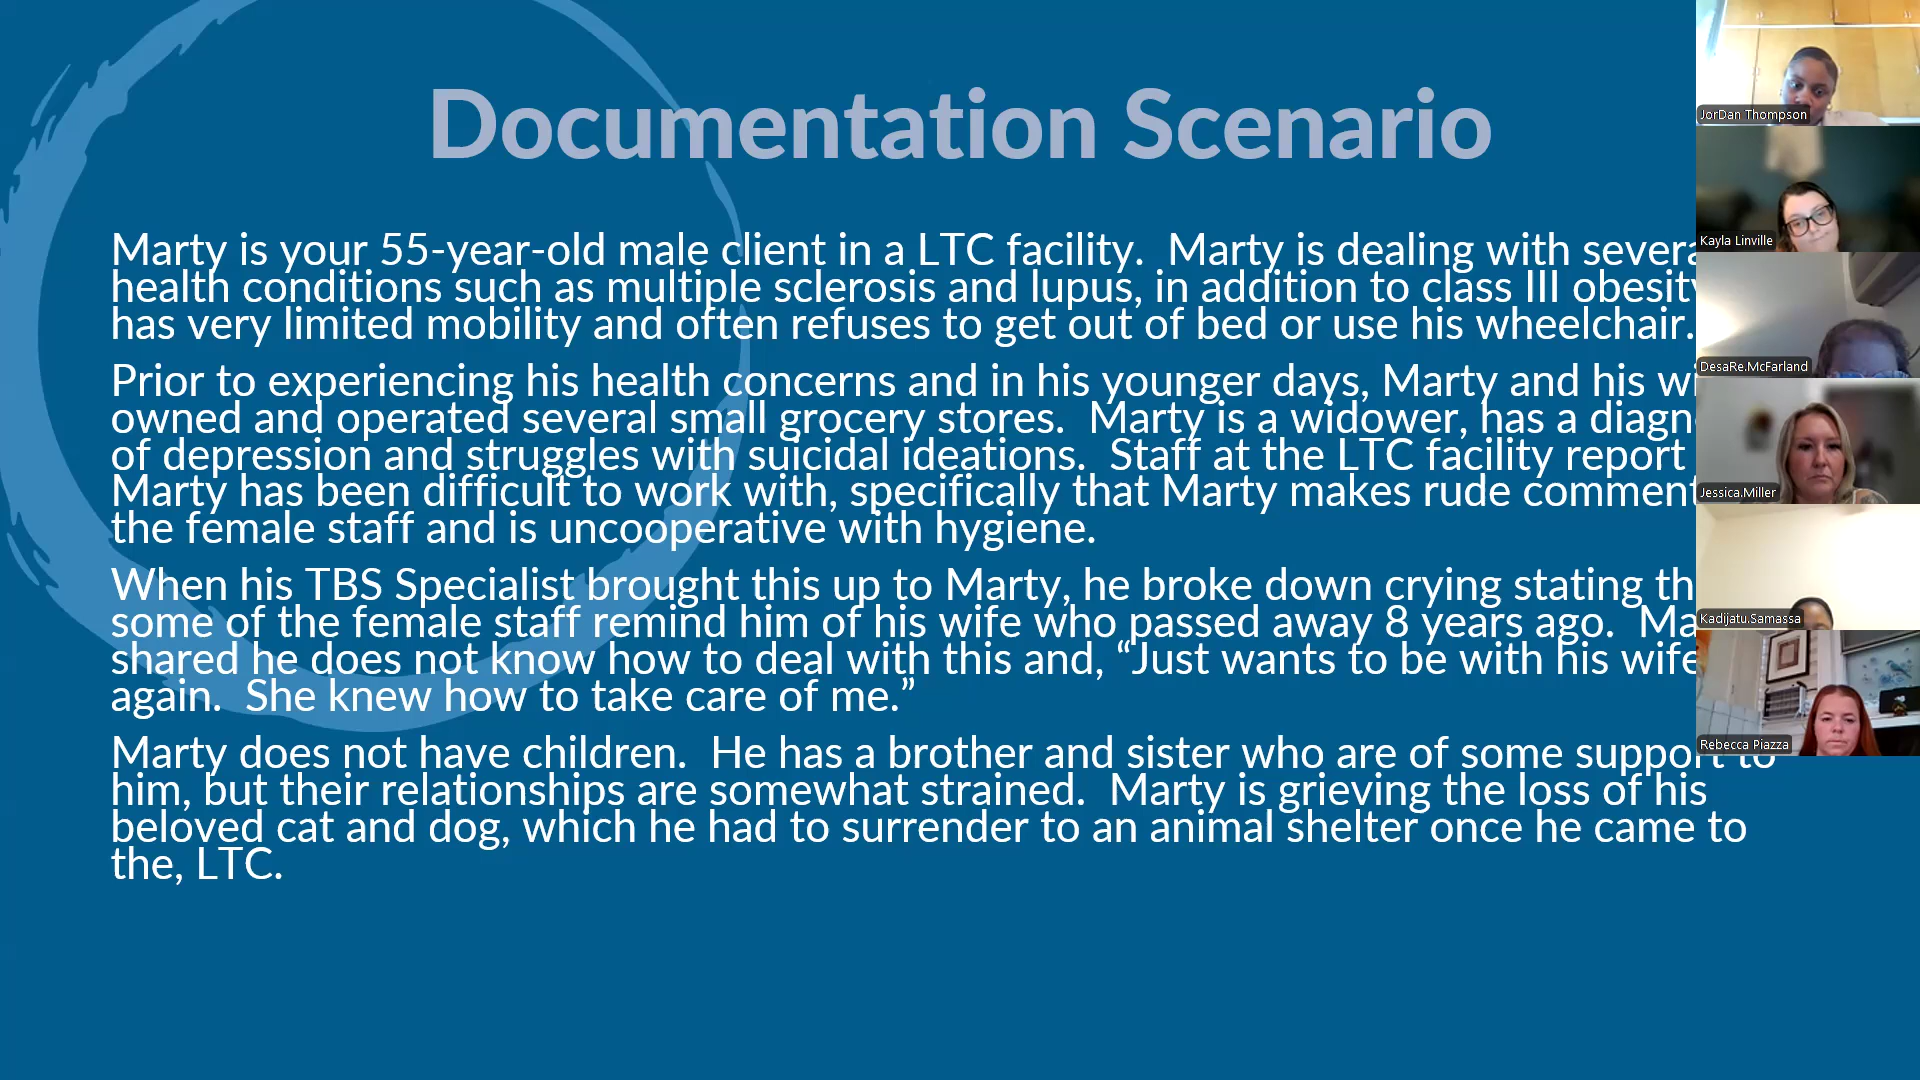 Documentation Scenario
Marty is your 55-year-old male client in a LTC facility.  Marty is dealing with
health conditions such as multiple sclerosis and lupus, in addition to class III obesity
has very limited mobility and often refuses to get out of bed or use his wheelchair.
Prior to experiencing his health concerns and in his younger days, Marty and his
owned and operated several small grocery stores.  Marty is a widower, has a
of depression and struggles with suicidal ideations.  Staff at the LTC facility report
Marty has been difficult to work with, specifically that Marty makes rude
the female staff and is uncooperative with hygiene.
When his TBS Specialist brought this up to Marty, he broke down crying stating
some of the female staff remind him of his wife who passed away 8 years ago.
shared he does not know how to deal with this and, “Just wants to be with his wife
again.  She knew how to take care of me.”
Marty does not have children.  He has a brother and sister who are of some support to
him, but their relationships are somewhat strained.  Marty is grieving the loss of his
beloved cat and dog, which he had to surrender to an animal shelter once he came to
the, LTC.
JorDan Thompson
Kayla Linville
DesaRe.McFarland
Jessica.Miller
Kadijatu.Samassa
Rebecca Piazza